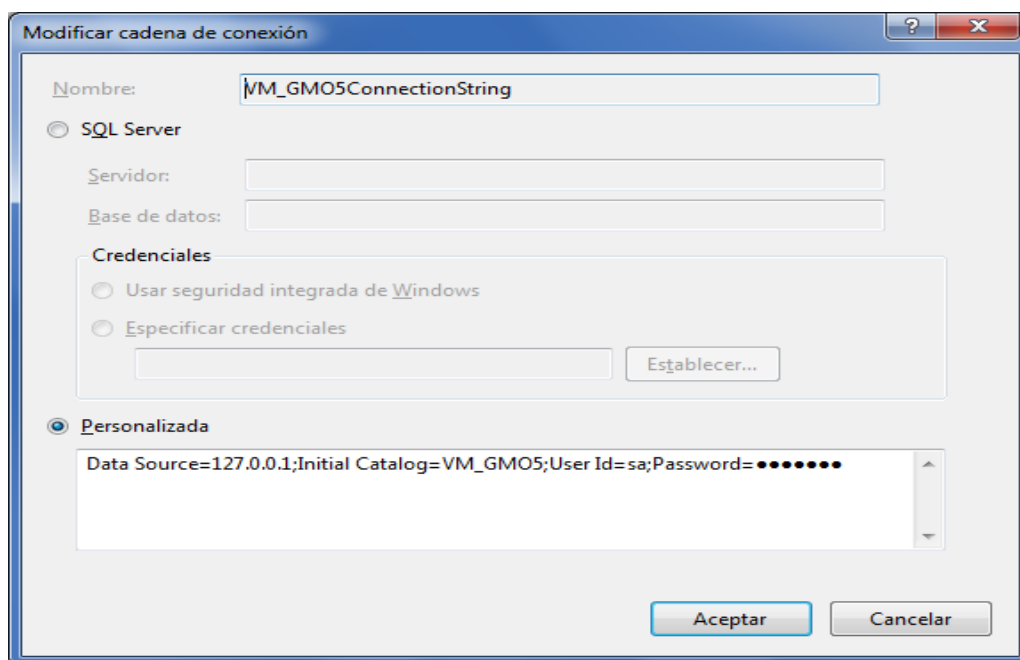 Modificar cadena de conexión
Nombre: VM_GMO5ConnectionString
SQL Server
Servidor:
Base de datos:
Credenciales
Usar seguridad integrada de Windows
Especificar credenciales
Establecer...
Personalizada
Data Source=127.0.0.1;Initial Catalog=VM_GMO5;User Id=sa;Password=●●●●●●●
Aceptar Cancelar